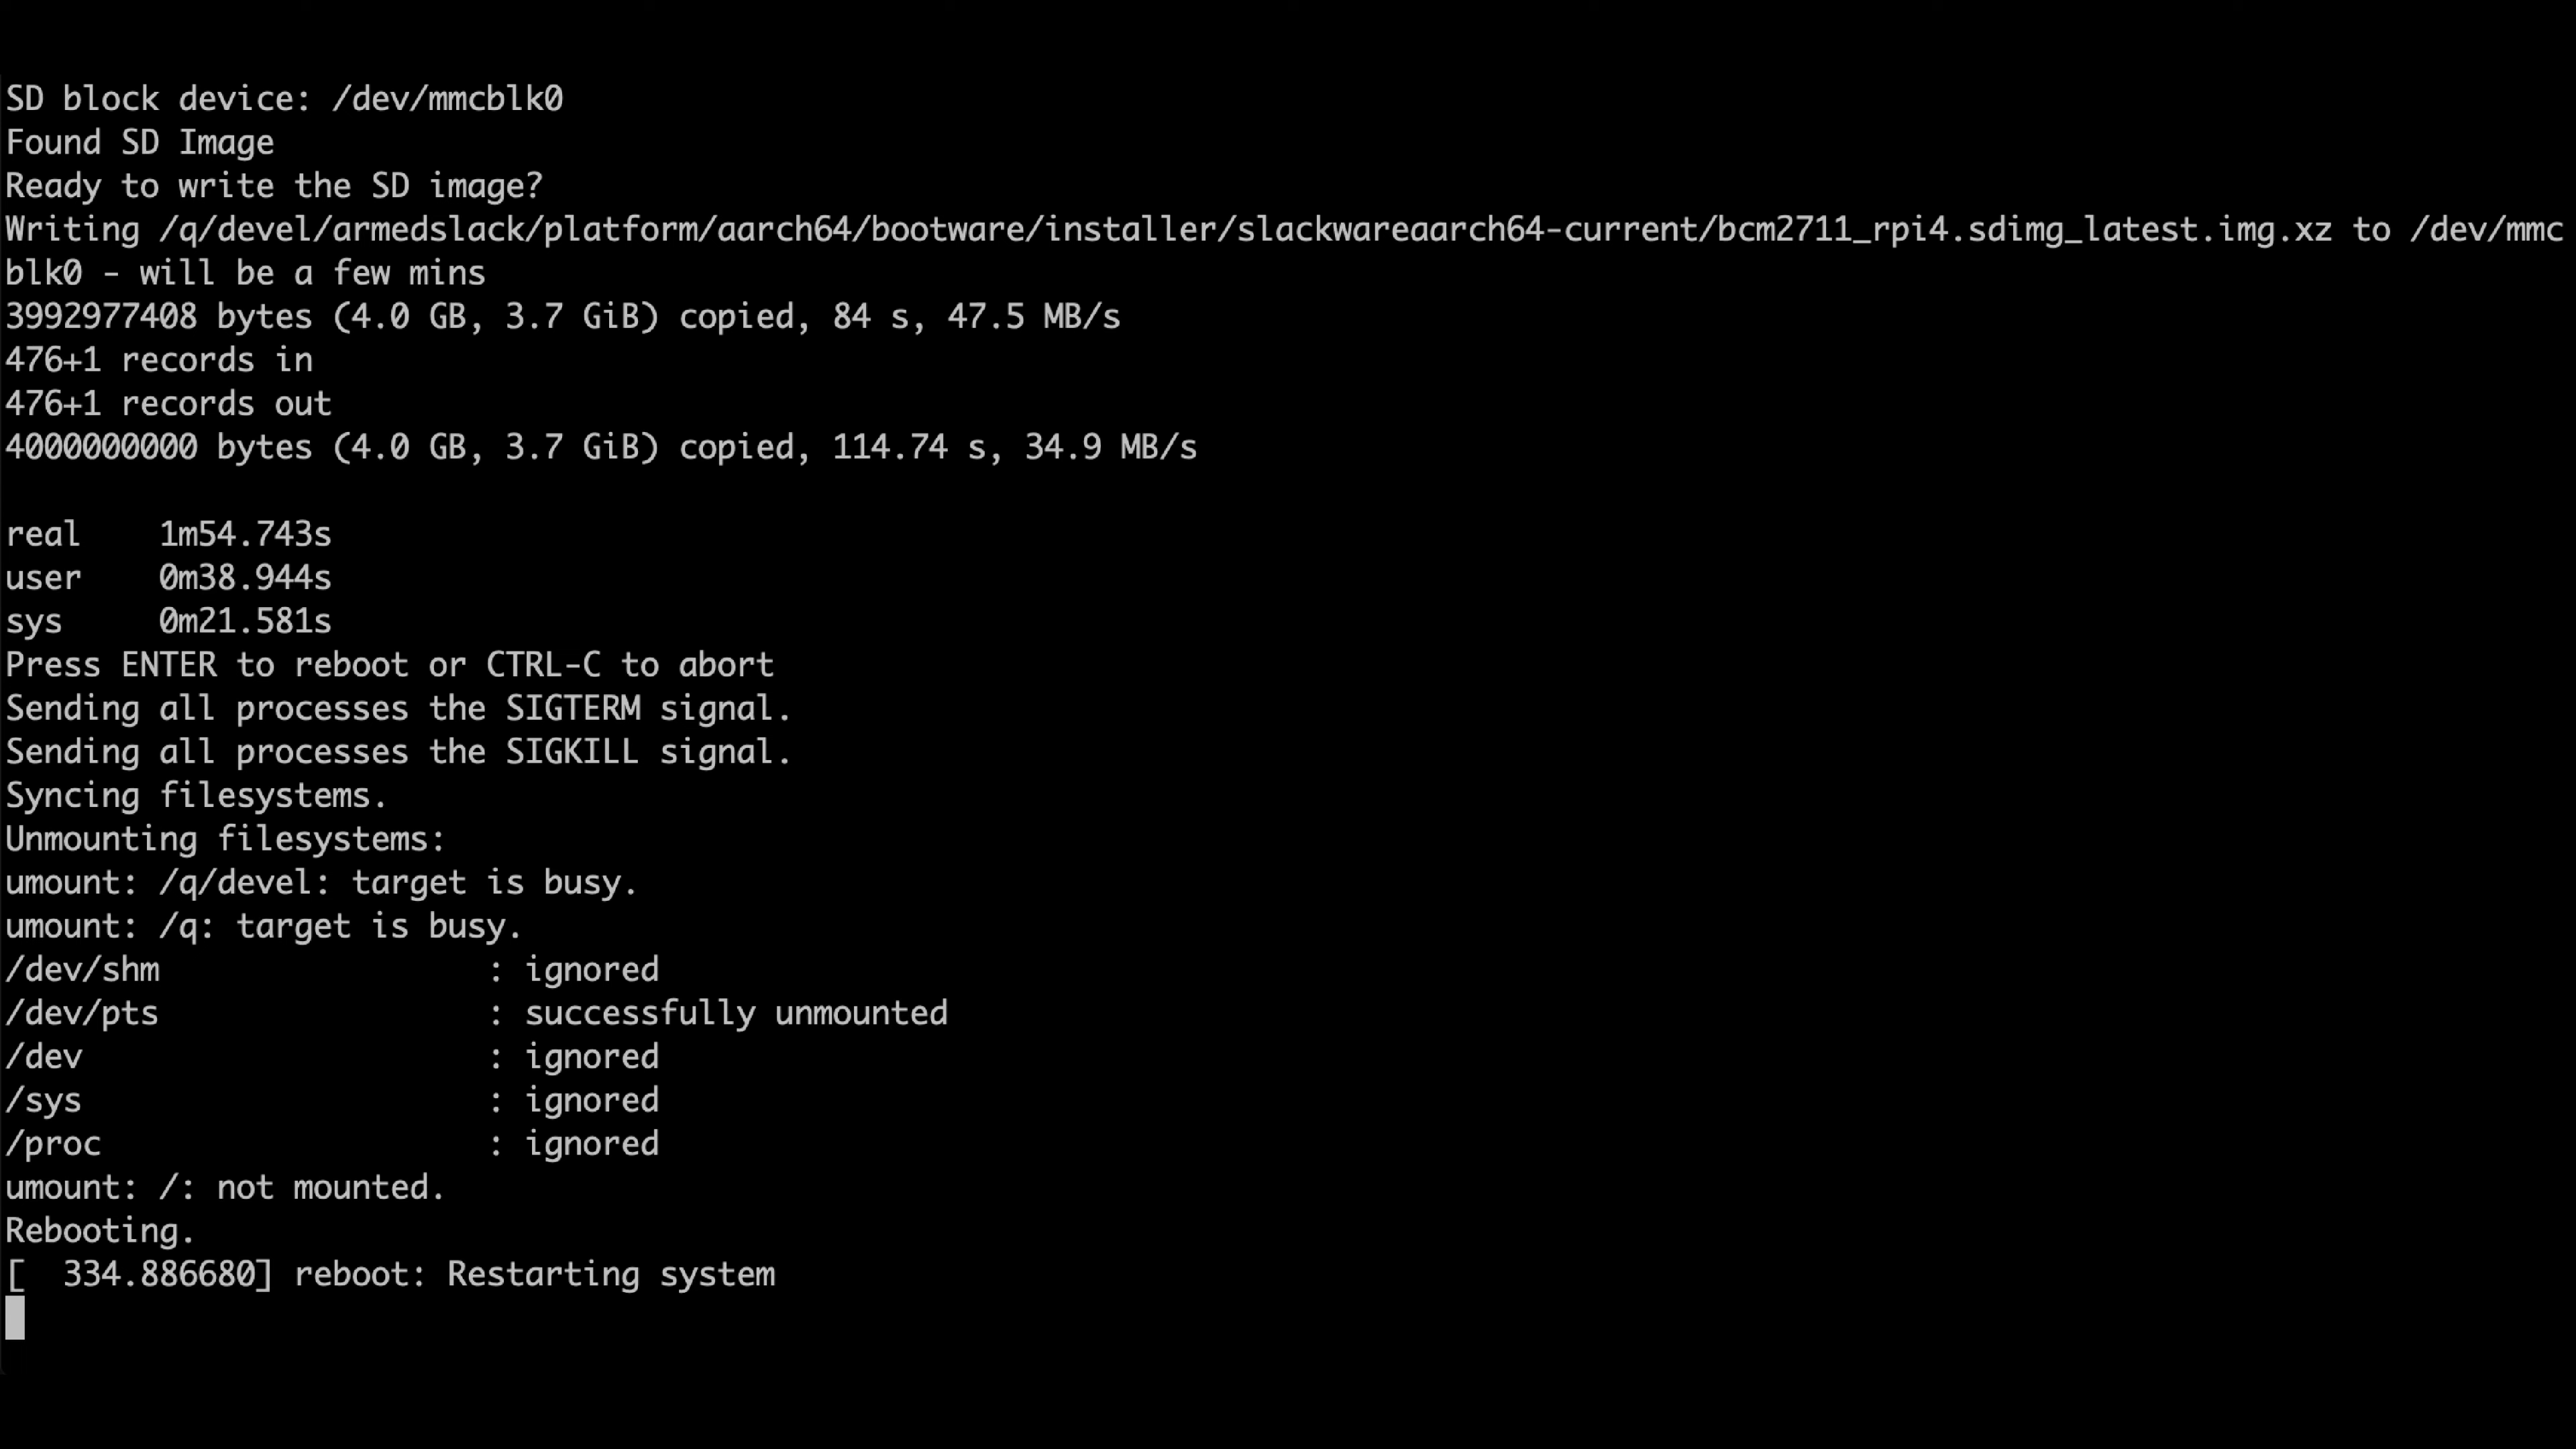 SD block device: /dev/mmcblk0
Found SD Image
Ready to write the SD image?
Writing /q/devel/armedslack/platform/aarch64/bootware/installer/slackwareaarch64-current/bcm2711_rpi4.sdimg_latest.img.xz to /dev/mmc
blk0 - will be a few mins
3992977408 bytes (4.0 GB, 3.7 GiB) copied, 84 s, 47.5 MB/s
476+1 records in
476+1 records out
4000000000 bytes (4.0 GB, 3.7 GiB) copied, 114.74 s, 34.9 MB/s

real    1m54.743s
user    0m38.944s
sys     0m21.581s
Press ENTER to reboot or CTRL-C to abort
Sending all processes the SIGTERM signal.
Sending all processes the SIGKILL signal.
Syncing filesystems.
Unmounting filesystems:
umount: /q/devel: target is busy.
umount: /q: target is busy.
/dev/shm                 : ignored
/dev/pts                 : successfully unmounted
/dev                     : ignored
/sys                     : ignored
/proc                    : ignored
umount: /: not mounted.
Rebooting.
[  334.886680] reboot: Restarting system